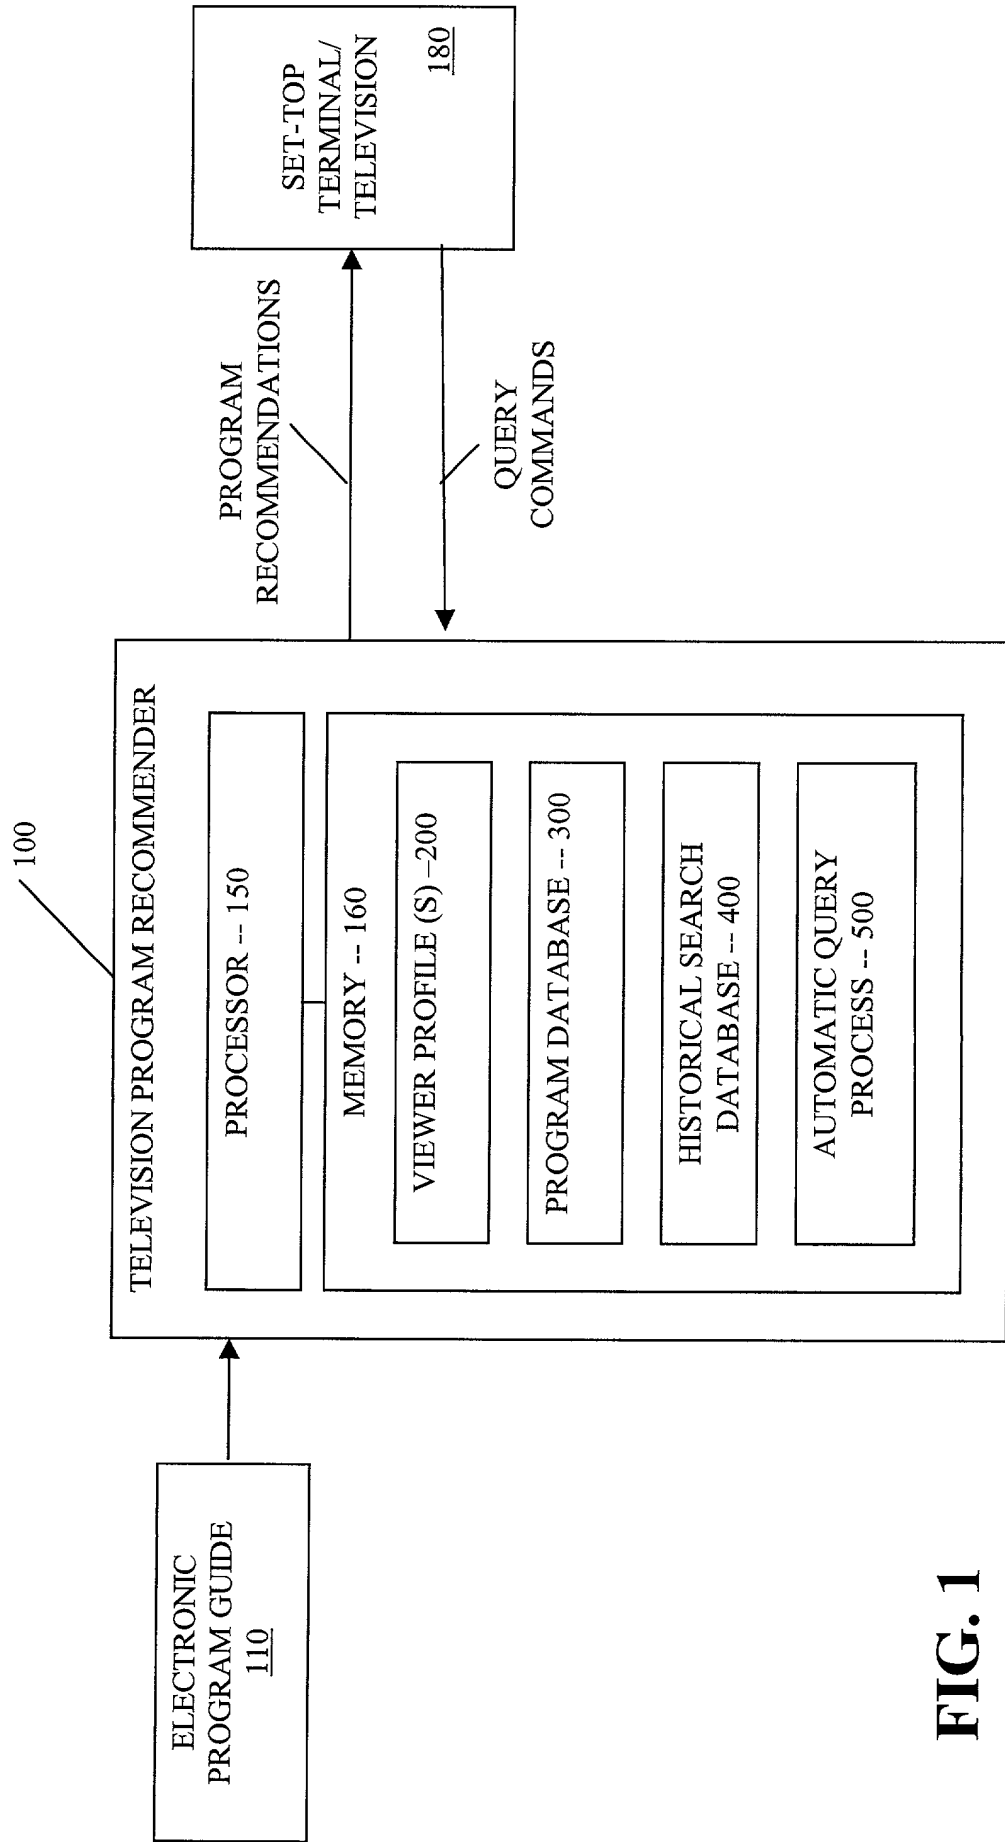 100
TELEVISION PROGRAM RECOMMENDER
ELECTRONIC
PROGRAM GUIDE
110
PROCESSOR -- 150
MEMORY -- 160
VIEWER PROFILE (S) –200
PROGRAM DATABASE -- 300
HISTORICAL SEARCH
DATABASE -- 400
AUTOMATIC QUERY
PROCESS -- 500
PROGRAM
RECOMMENDATIONS
QUERY
COMMANDS
SET-TOP
TERMINAL/
TELEVISION
180
FIG. 1